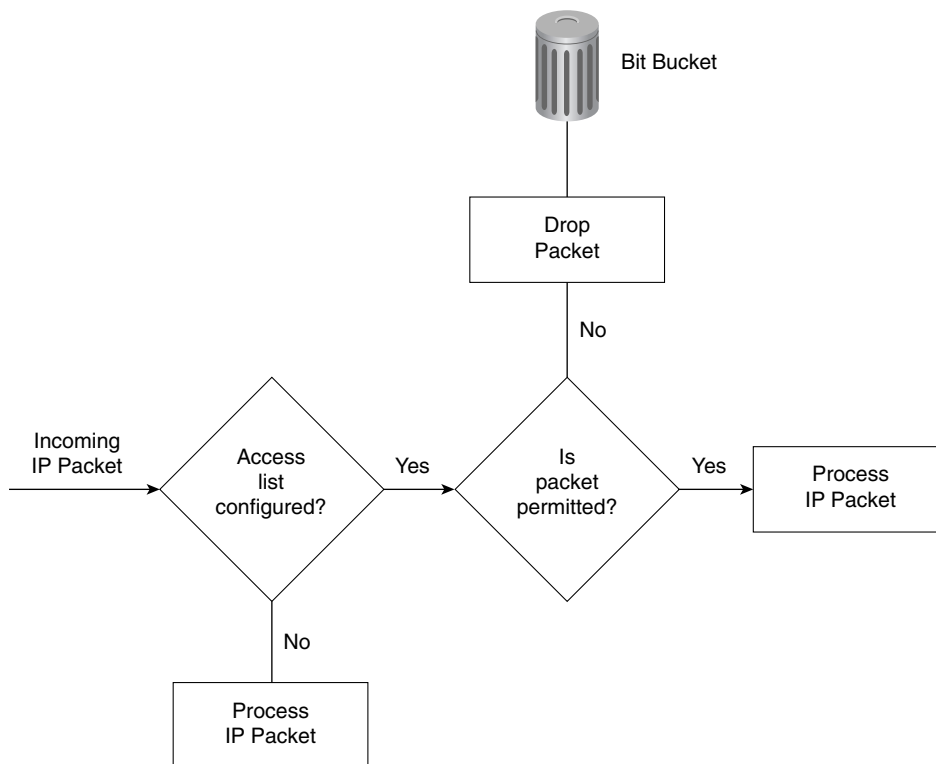 Bit Bucket
Drop
Packet
No
Incoming
IP Packet
Access
list
configured?
Yes
Is
packet
permitted?
Yes
Process
IP Packet
No
Process
IP Packet